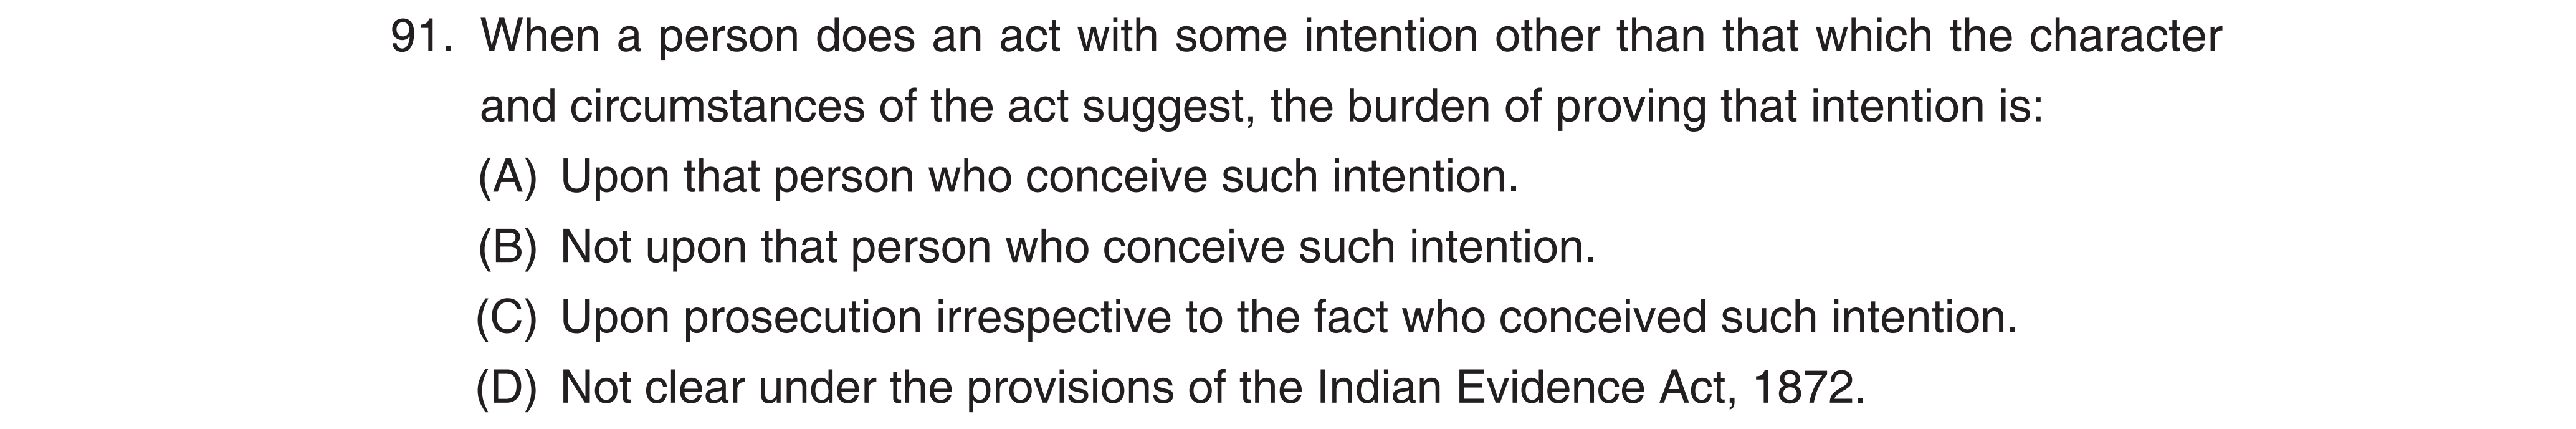 91. When a person does an act with some intention other than that which the character
and circumstances of the act suggest, the burden of proving that intention is:
(A) Upon that person who conceive such intention.
(B) Not upon that person who conceive such intention.
(C) Upon prosecution irrespective to the fact who conceived such intention.
(D) Not clear under the provisions of the Indian Evidence Act, 1872.